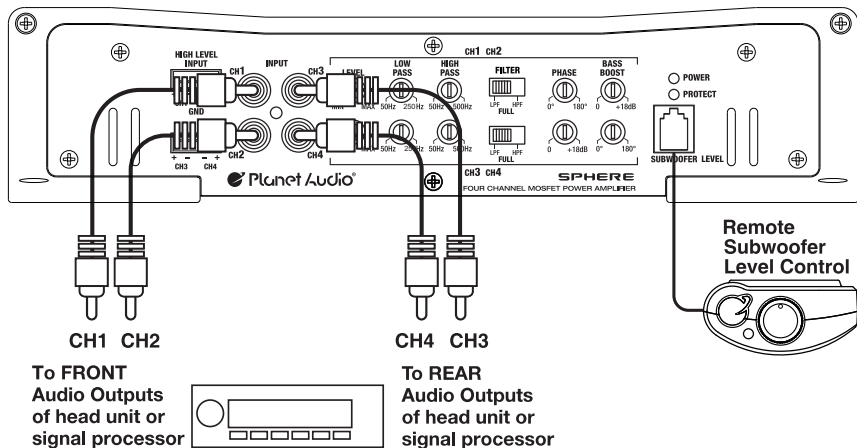 HIGH LEVEL
INPUT
CH1
INPUT
CH3
LEVEL
LOW
PASS
HIGH
PASS
CH1 CH2
FILTER
PHASE
BASS
BOOST
POWER
PROTECT
GND
MAX
50Hz 250Hz
50Hz 500Hz
LPF HPF
FULL
0° 180°
0 +18dB
CH2
CH4
+ - - +
CH3 CH4
MAX
50Hz
50Hz
LPF HPF
FULL
0 +18dB
0° 180°
SUBWOOFER LEVEL
Planet Audio®
CH3 CH4
SPHERE
FOUR CHANNEL MOSFET POWER AMPLIFIER
Remote
Subwoofer
Level Control
CH1 CH2
CH4 CH3
To FRONT
Audio Outputs
of head unit or
signal processor
To REAR
Audio Outputs
of head unit or
signal processor